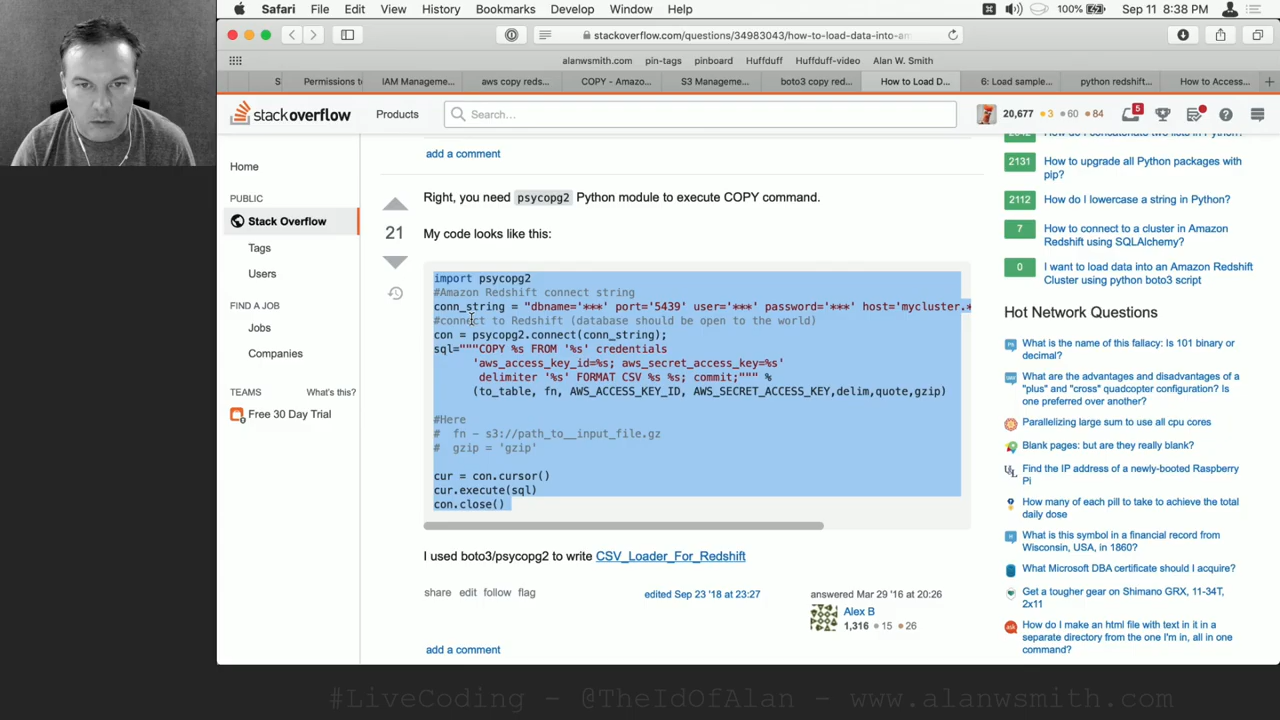 Safari File Edit View History Bookmarks Develop Window Help 100% Sep 11 8:38 PM
stackoverflow.com/questions/34983043/how-to-load-data-into-am
alanwsmith.com pin-tags pinboard Huffduff Huffduff-video Alan W. Smith
S Permissions t IAM Manageme... aws copy reds... COPY - Amazo... S3 Manageme... boto3 copy red... How to Load D... 6: Load sample... python redshift... How to Access...
stackoverflow Products Search... 20,677 3 60 84 5
add a comment
Right, you need psycopg2 Python module to execute COPY command.
21
My code looks like this:
import psycopg2
#Amazon Redshift connect string
conn_string = "dbname='***' port='5439' user='***' password='***' host='mycluster.*
#connect to Redshift (database should be open to the world)
con = psycopg2.connect(conn_string);
sql="""COPY %s FROM '%s' credentials
'aws_access_key_id=%s; aws_secret_access_key=%s'
delimiter '%s' FORMAT CSV %s %s; commit;""" %
(to_table, fn, AWS_ACCESS_KEY_ID, AWS_SECRET_ACCESS_KEY,delim,quote,gzip)
#Here
# fn - s3://path_to__input_file.gz
# gzip = 'gzip'
cur = con.cursor()
cur.execute(sql)
con.close()
I used boto3/psycopg2 to write CSV_Loader_For_Redshift
share edit follow flag
edited Sep 23 '18 at 23:27
answered Mar 29 '16 at 20:26
Alex B
1,316 15 26
add a comment
Home
PUBLIC
Stack Overflow
Tags
Users
FIND A JOB
Jobs
Companies
TEAMS What's this?
Free 30 Day Trial
How do I concatenate two lists in Python?
2131 How to upgrade all Python packages with
pip?
2112 How do I lowercase a string in Python?
7 How to connect to a cluster in Amazon
Redshift using SQLAlchemy?
0 I want to load data into an Amazon Redshift
Cluster using python boto3 script
Hot Network Questions
What is the name of this fallacy: Is 101 binary or
decimal?
What are the advantages and disadvantages of a
"plus" and "cross" quadcopter configuration? Is
one preferred over another?
Parallelizing large sum to use all cpu cores
Blank pages: but are they really blank?
Find the IP address of a newly-booted Raspberry
Pi
How many of each pill to take to achieve the total
daily dose
What is this symbol in a financial record from
Wisconsin, USA, in 1860?
What Microsoft DBA certificate should I acquire?
Get a tougher gear on Shimano GRX, 11-34T,
2x11
How do I make an html file with text in it in a
separate directory from the one I'm in, all in one
command?
#LiveCoding - @TheIdOfAlan - www.alanwsmith.com